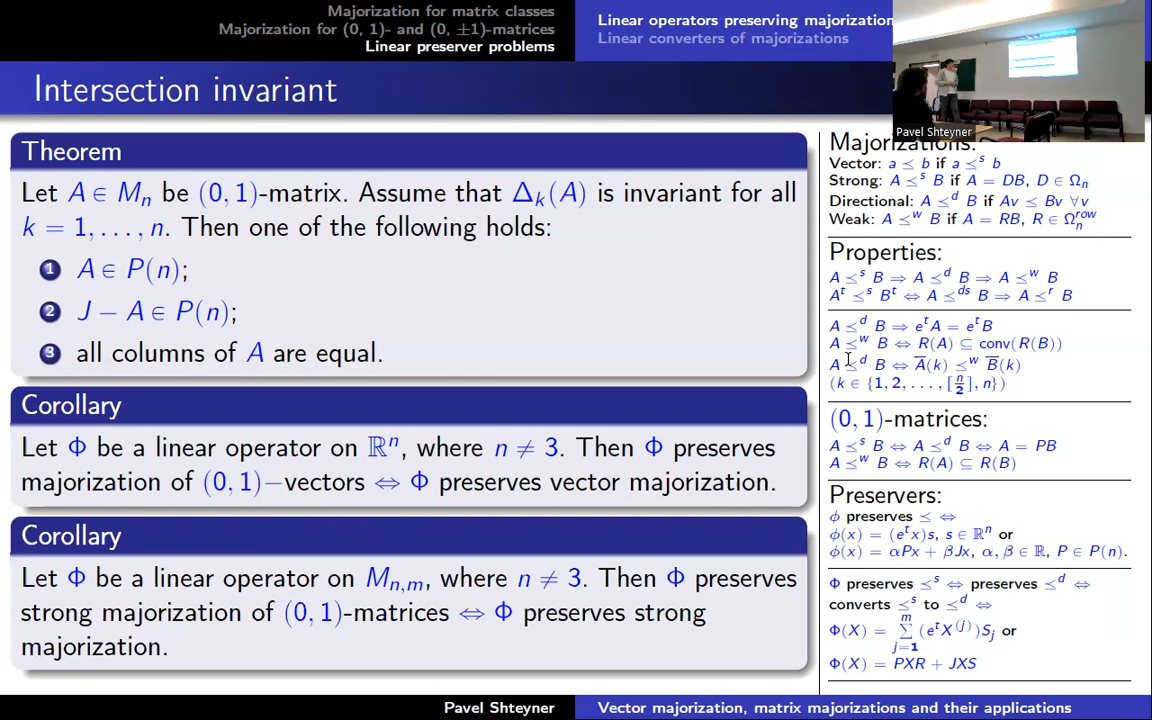 Majorization for matrix classes
Majorization for (0, 1)- and (0, ±1)-matrices
Linear preserver problems
Linear operators preserving majorization
Linear converters of majorizations
Intersection invariant
Pavel Shteyner
Theorem
Let A ∈ Mₙ be (0, 1)-matrix. Assume that Δₖ(A) is invariant for all
k = 1, . . . , n. Then one of the following holds:
1 A ∈ P(n);
2 J − A ∈ P(n);
3 all columns of A are equal.
Corollary
Let Φ be a linear operator on ℝⁿ, where n ≠ 3. Then Φ preserves
majorization of (0, 1)−vectors ⇔ Φ preserves vector majorization.
Corollary
Let Φ be a linear operator on Mₙ,ₘ, where n ≠ 3. Then Φ preserves
strong majorization of (0, 1)-matrices ⇔ Φ preserves strong
majorization.
Majorizations:
Vector: a ⪯ b if a ⪯ˢ b
Strong: A ⪯ˢ B if A = DB, D ∈ Ωₙ
Directional: A ⪯ᵈ B if Av ⪯ Bv ∀v
Weak: A ⪯ʷ B if A = RB, R ∈ Ωₙʳᵒʷ
Properties:
A ⪯ˢ B ⇒ A ⪯ᵈ B ⇒ A ⪯ʷ B
Aᵗ ⪯ˢ Bᵗ ⇔ A ⪯ᵈˢ B ⇒ A ⪯ʳ B
A ⪯ᵈ B ⇒ eᵗA = eᵗB
A ⪯ʷ B ⇔ R(A) ⊆ conv(R(B))
A ⪯ᵈ B ⇔ A̅(k) ⪯ʷ B̅(k)
(k ∈ {1, 2, . . . , [n/2], n})
(0, 1)-matrices:
A ⪯ˢ B ⇔ A ⪯ᵈ B ⇔ A = PB
A ⪯ʷ B ⇔ R(A) ⊆ R(B)
Preservers:
ϕ preserves ⪯ ⇔
ϕ(x) = (eᵗx)s, s ∈ ℝⁿ or
ϕ(x) = αPx + βJx, α, β ∈ ℝ, P ∈ P(n).
Φ preserves ⪯ˢ ⇔ preserves ⪯ᵈ ⇔
converts ⪯ˢ to ⪯ᵈ ⇔
Φ(X) = ∑ⱼ₌₁ᵐ (eᵗX⁽ʲ⁾)Sⱼ or
Φ(X) = PXR + JXS
Pavel Shteyner
Vector majorization, matrix majorizations and their applications